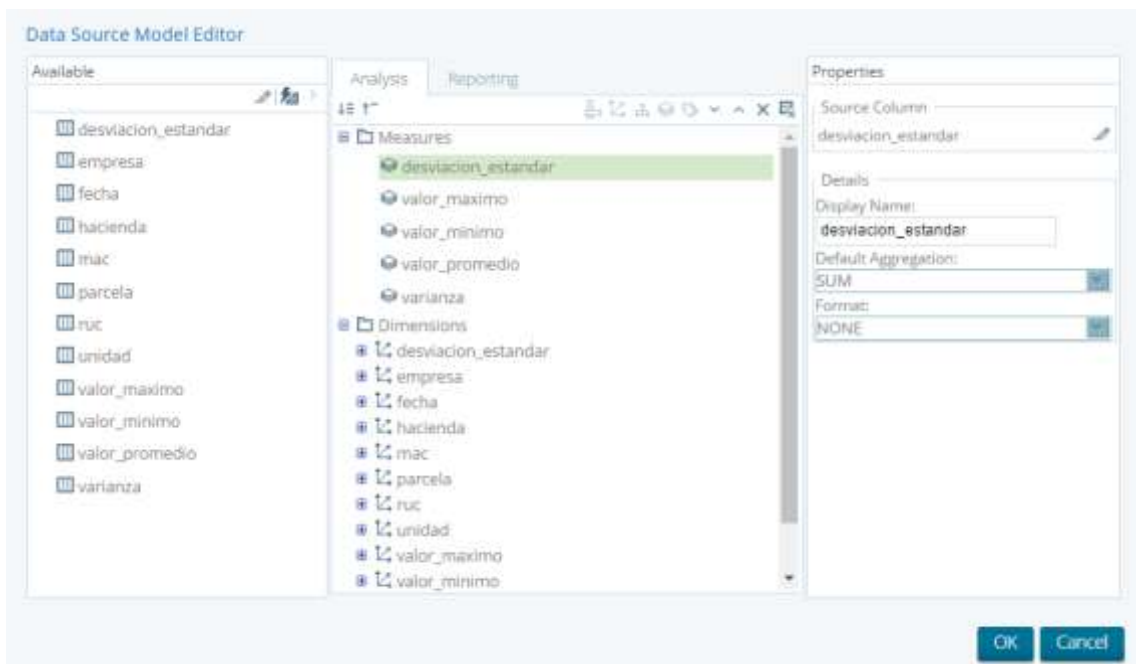 Data Source Model Editor
Available
desviacion_estandar
empresa
fecha
hacienda
mac
parcela
ruc
unidad
valor_maximo
valor_minimo
valor_promedio
varianza
Analysis
Reporting
Measures
desviacion_estandar
valor_maximo
valor_minimo
valor_promedio
varianza
Dimensions
desviacion_estandar
empresa
fecha
hacienda
mac
parcela
ruc
unidad
valor_maximo
valor_minimo
Properties
Source Column
desviacion_estandar
Details
Display Name:
desviacion_estandar
Default Aggregation:
SUM
Format:
NONE
OK Cancel